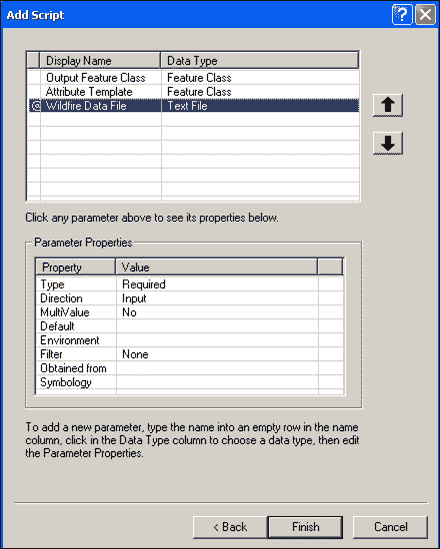 Add Script
Display Name Data Type
Output Feature Class Feature Class
Attribute Template Feature Class
@ Wildfire Data File Text File
Click any parameter above to see its properties below.
Parameter Properties
Property Value
Type Required
Direction Input
MultiValue No
Default
Environment
Filter None
Obtained from
Symbology
To add a new parameter, type the name into an empty row in the name
column, click in the Data Type column to choose a data type, then edit
the Parameter Properties.
< Back Finish Cancel